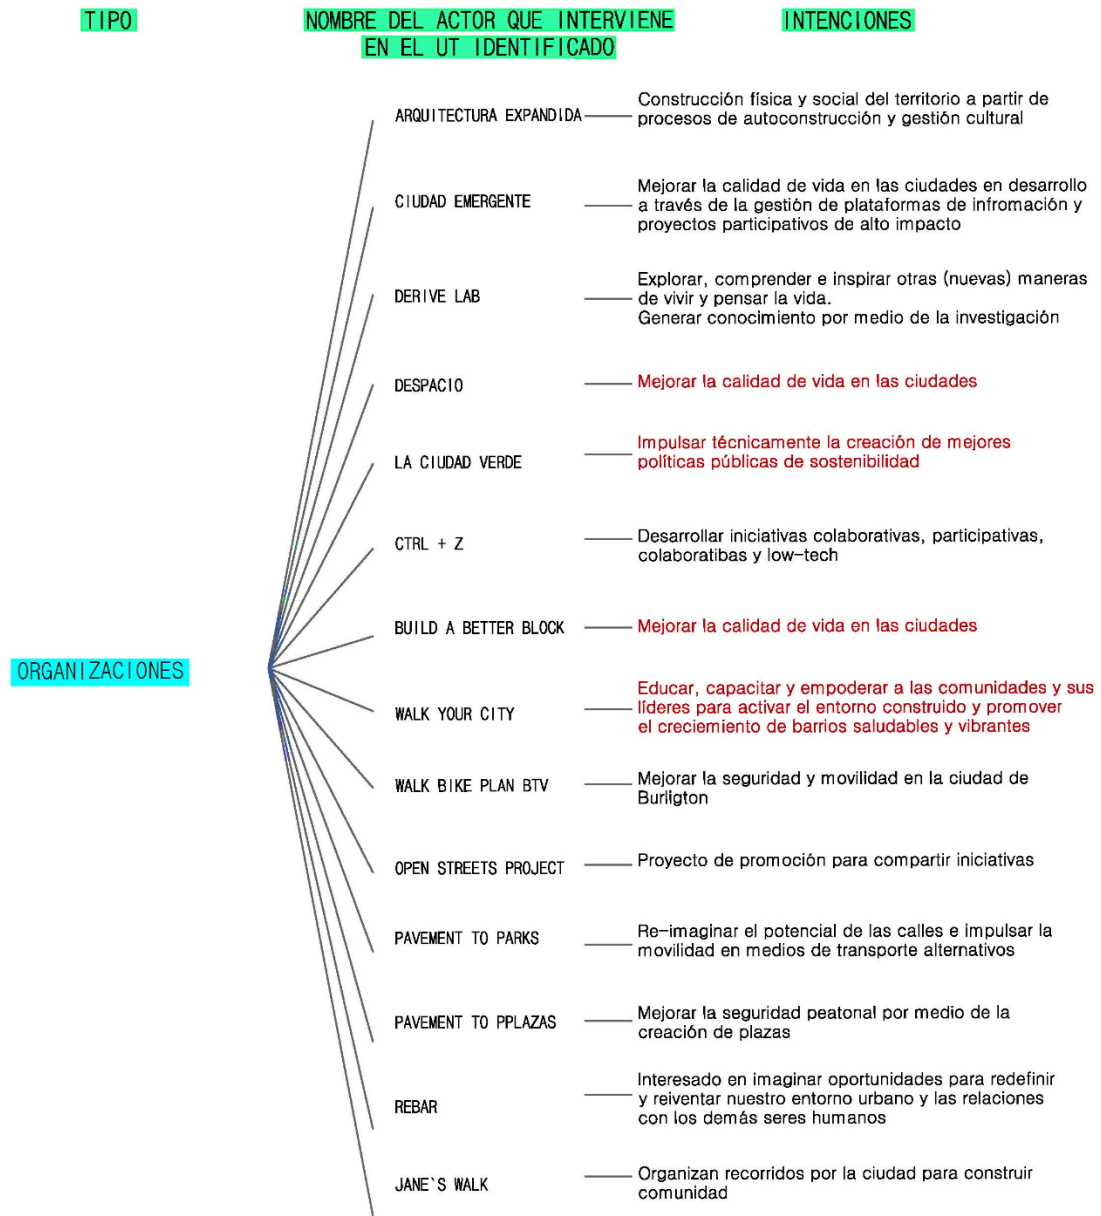 TIPO
NOMBRE DEL ACTOR QUE INTERVIENE
EN EL UT IDENTIFICADO
INTENCIONES
ORGANIZACIONES
ARQUITECTURA EXPANDIDA
Construcción física y social del territorio a partir de
procesos de autoconstrucción y gestión cultural
CIUDAD EMERGENTE
Mejorar la calidad de vida en las ciudades en desarrollo
a través de la gestión de plataformas de infromación y
proyectos participativos de alto impacto
DERIVE LAB
Explorar, comprender e inspirar otras (nuevas) maneras
de vivir y pensar la vida.
Generar conocimiento por medio de la investigación
DESPACIO
Mejorar la calidad de vida en las ciudades
LA CIUDAD VERDE
Impulsar técnicamente la creación de mejores
políticas públicas de sostenibilidad
CTRL + Z
Desarrollar iniciativas colaborativas, participativas,
colaboratibas y low-tech
BUILD A BETTER BLOCK
Mejorar la calidad de vida en las ciudades
WALK YOUR CITY
Educar, capacitar y empoderar a las comunidades y sus
líderes para activar el entorno construido y promover
el creciemiento de barrios saludables y vibrantes
WALK BIKE PLAN BTV
Mejorar la seguridad y movilidad en la ciudad de
Burligton
OPEN STREETS PROJECT
Proyecto de promoción para compartir iniciativas
PAVEMENT TO PARKS
Re-imaginar el potencial de las calles e impulsar la
movilidad en medios de transporte alternativos
PAVEMENT TO PPLAZAS
Mejorar la seguridad peatonal por medio de la
creación de plazas
REBAR
Interesado en imaginar oportunidades para redefinir
y reiventar nuestro entorno urbano y las relaciones
con los demás seres humanos
JANE`S WALK
Organizan recorridos por la ciudad para construir
comunidad